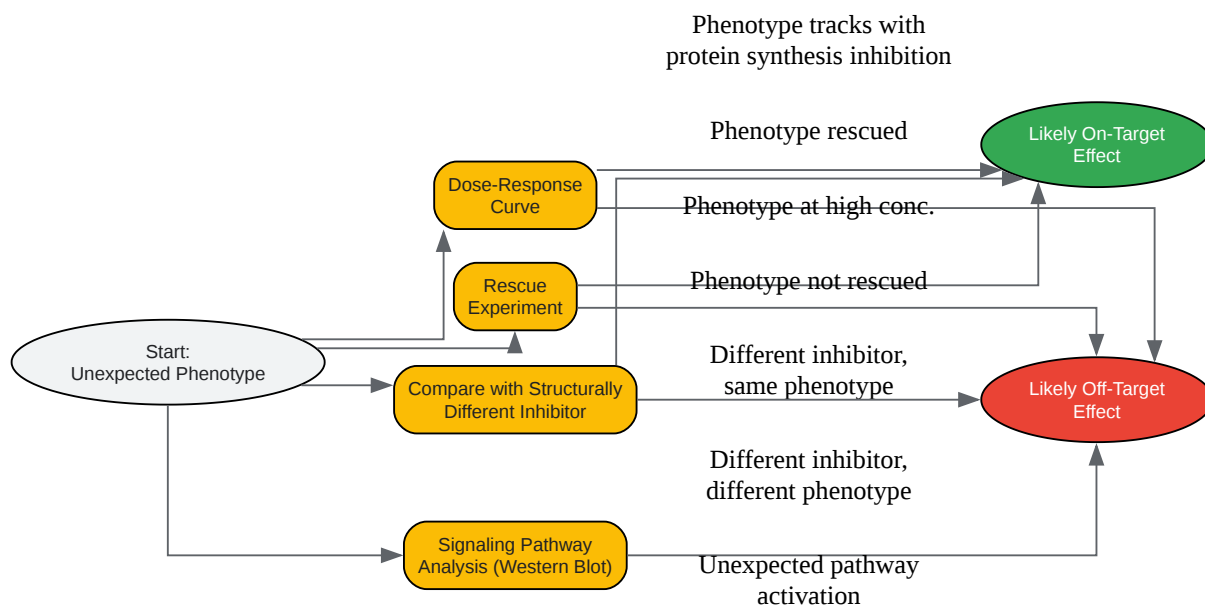 Phenotype tracks with
protein synthesis inhibition
Likely On-Target
Effect
Phenotype rescued
Dose-Response
Curve
Phenotype at high conc.
Rescue
Experiment
Phenotype not rescued
Start:
Unexpected Phenotype
Compare with Structurally
Different Inhibitor
Different inhibitor,
same phenotype
Likely Off-Target
Effect
Different inhibitor,
different phenotype
Signaling Pathway
Analysis (Western Blot)
Unexpected pathway
activation